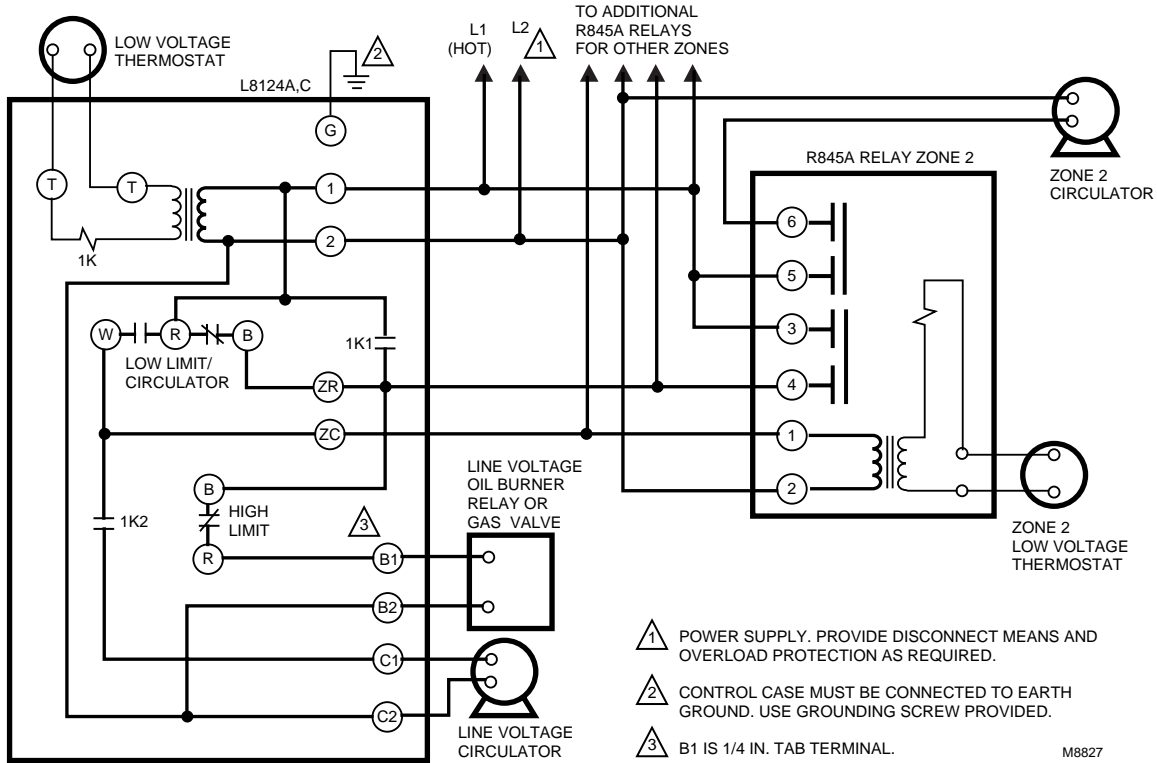 LOW VOLTAGE
THERMOSTAT
L1
(HOT)
L2
1
TO ADDITIONAL
R845A RELAYS
FOR OTHER ZONES
2
L8124A,C
G
T
T
1K
1
2
R845A RELAY ZONE 2
ZONE 2
CIRCULATOR
6
5
3
4
1
2
W
R
B
LOW LIMIT/
CIRCULATOR
1K1
ZR
ZC
1K2
B
HIGH
LIMIT
R
3
LINE VOLTAGE
OIL BURNER
RELAY OR
GAS VALVE
B1
B2
C1
C2
LINE VOLTAGE
CIRCULATOR
ZONE 2
LOW VOLTAGE
THERMOSTAT
1 POWER SUPPLY. PROVIDE DISCONNECT MEANS AND
OVERLOAD PROTECTION AS REQUIRED.
2 CONTROL CASE MUST BE CONNECTED TO EARTH
GROUND. USE GROUNDING SCREW PROVIDED.
3 B1 IS 1/4 IN. TAB TERMINAL.
M8827